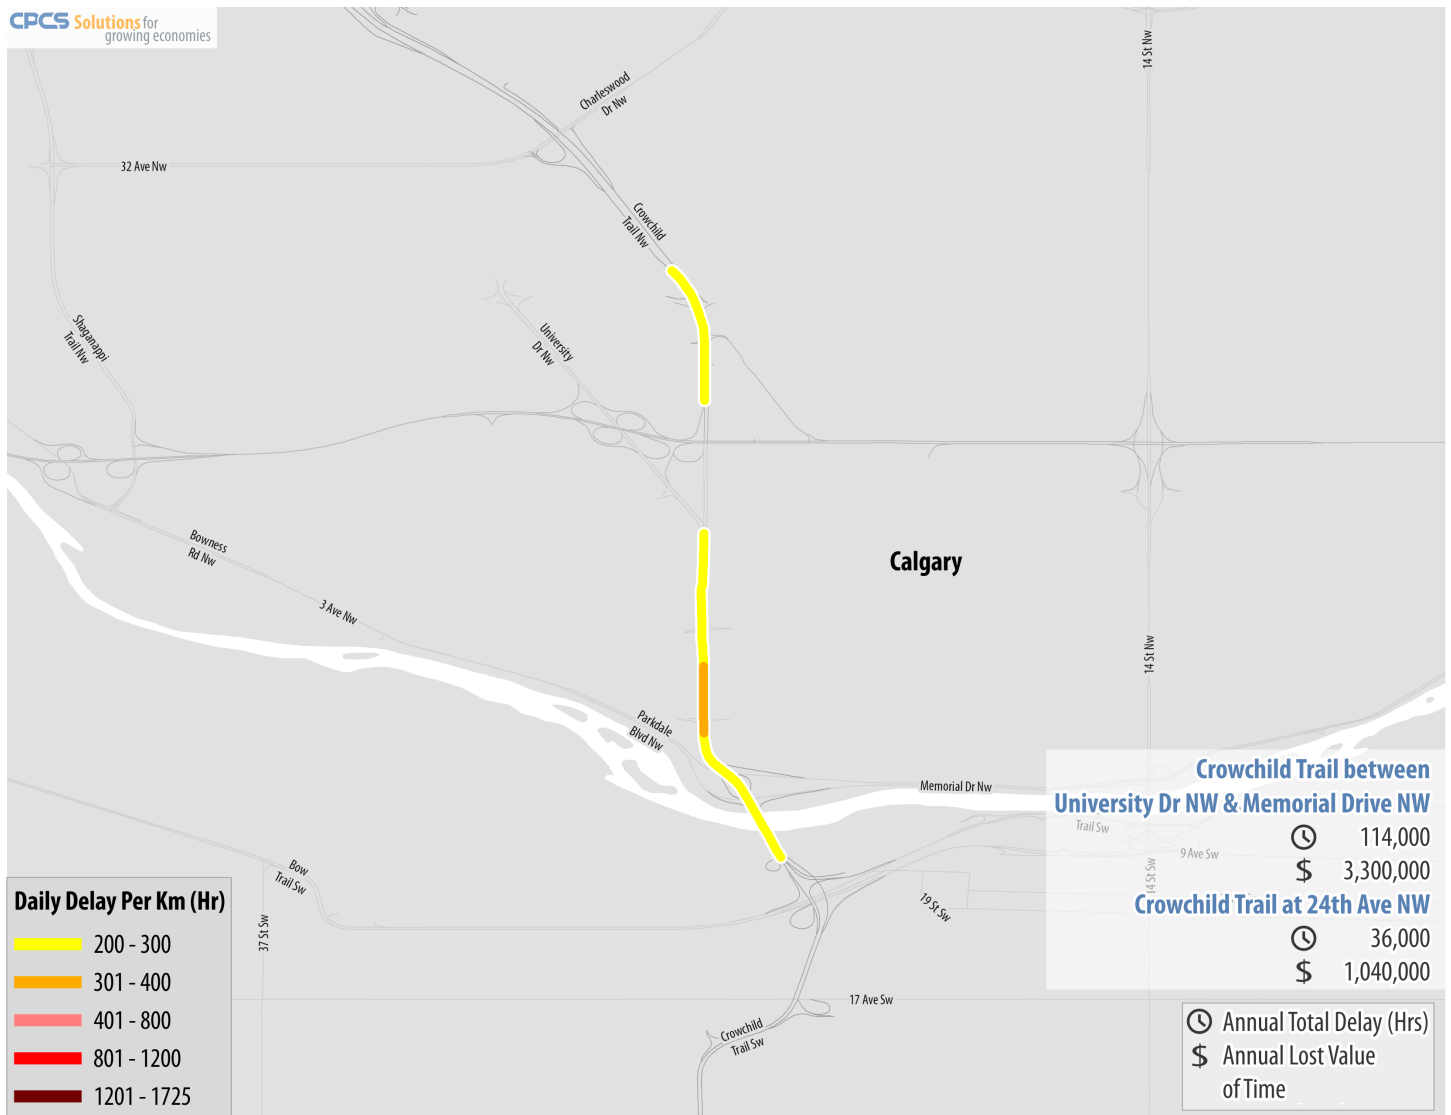 CPCS Solutions for
growing economies
14 St Nw
Charleswood
Dr Nw
32 Ave Nw
Crowchild
Trail Nw
Shaganappi
Trail Nw
University
Dr Nw
Bowness
Rd Nw
Calgary
3 Ave Nw
14 St Nw
Parkdale
Blvd Nw
Memorial Dr Nw
Crowchild Trail between
University Dr NW & Memorial Drive NW
Trail Sw
114,000
9 Ave Sw
$ 3,300,000
14 St Sw
Crowchild Trail at 24th Ave NW
36,000
$ 1,040,000
Bow
Trail Sw
19 St Sw
37 St Sw
17 Ave Sw
Crowchild
Trail Sw
Daily Delay Per Km (Hr)
200 - 300
301 - 400
401 - 800
801 - 1200
1201 - 1725
Annual Total Delay (Hrs)
$ Annual Lost Value
of Time